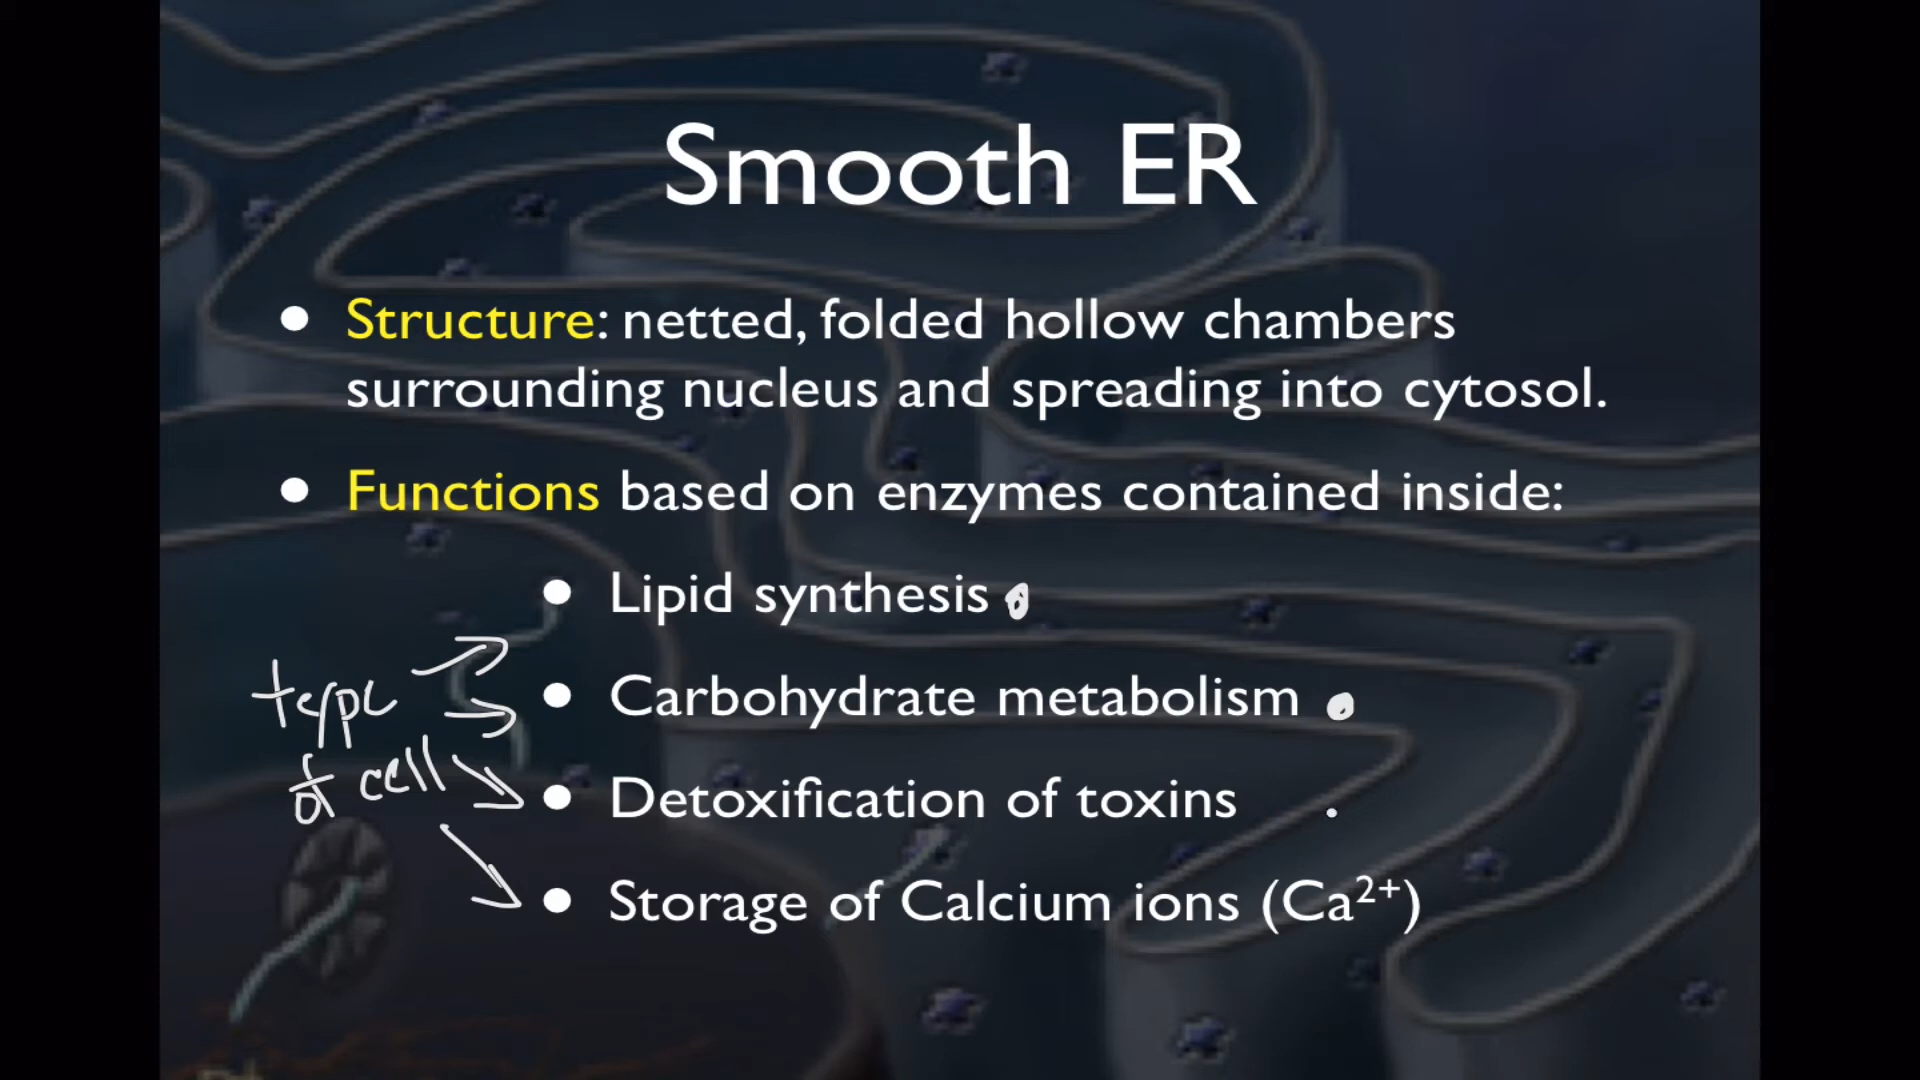 Smooth ER
• Structure: netted, folded hollow chambers
surrounding nucleus and spreading into cytosol.
• Functions based on enzymes contained inside:
• Lipid synthesis
• Carbohydrate metabolism
type
of cell
• Detoxification of toxins
• Storage of Calcium ions (Ca²⁺)